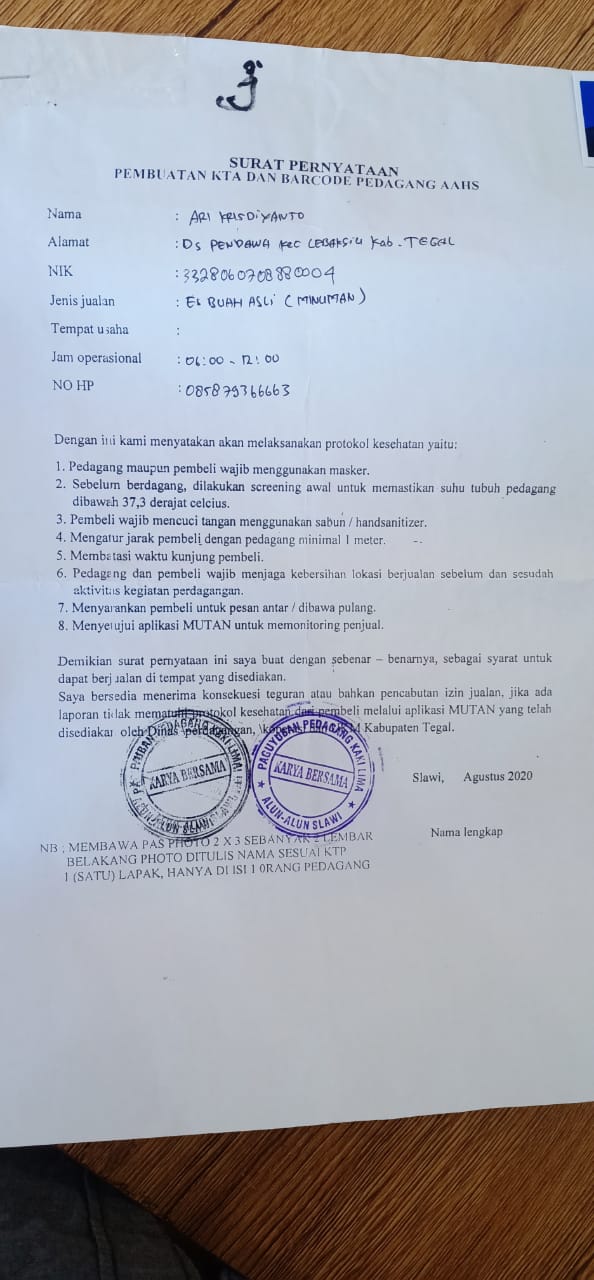 SURAT PERNYATAAN
PEMBUATAN KTA DAN BARCODE PEDAGANG AAHS
Nama : ARI KRISDIYANTO
Alamat : Ds PENDAWA KEC LEBAKSIU Kab - TEGAL
NIK : 3328060708880004
Jenis jualan : ES BUAH ASLI (MINUMAN)
Tempat usaha :
Jam operasional : 06:00 - 12:00
NO HP : 085879366663
Dengan ini kami menyatakan akan melaksanakan protokol kesehatan yaitu:
1. Pedagang maupun pembeli wajib menggunakan masker.
2. Sebelum berdagang, dilakukan screening awal untuk memastikan suhu tubuh pedagang
dibawah 37,3 derajat celcius.
3. Pembeli wajib mencuci tangan menggunakan sabun / handsanitizer.
4. Mengatur jarak pembeli dengan pedagang minimal 1 meter.
5. Membatasi waktu kunjung pembeli.
6. Pedagang dan pembeli wajib menjaga kebersihan lokasi berjualan sebelum dan sesudah
aktivitas kegiatan perdagangan.
7. Menyarankan pembeli untuk pesan antar / dibawa pulang.
8. Menyetujui aplikasi MUTAN untuk memonitoring penjual.
Demikian surat pernyataan ini saya buat dengan sebenar – benarnya, sebagai syarat untuk
dapat berjualan di tempat yang disediakan.
Saya bersedia menerima konsekuesi teguran atau bahkan pencabutan izin jualan, jika ada
laporan tidak mematuhi protokol kesehatan dari pembeli melalui aplikasi MUTAN yang telah
disediakan oleh Dinas perdagangan, Kabupaten Tegal.
PAGUYUBAN PEDAGANG KAKI LIMA
KARYA BERSAMA
ALUN-ALUN SLAWI
PAGUYUBAN PEDAGANG KAKI LIMA
KARYA BERSAMA
ALUN-ALUN SLAWI
Slawi, Agustus 2020
Nama lengkap
NB : MEMBAWA PAS PHOTO 2 X 3 SEBANYAK 2 LEMBAR
BELAKANG PHOTO DITULIS NAMA SESUAI KTP
1 (SATU) LAPAK, HANYA DI ISI 1 0RANG PEDAGANG